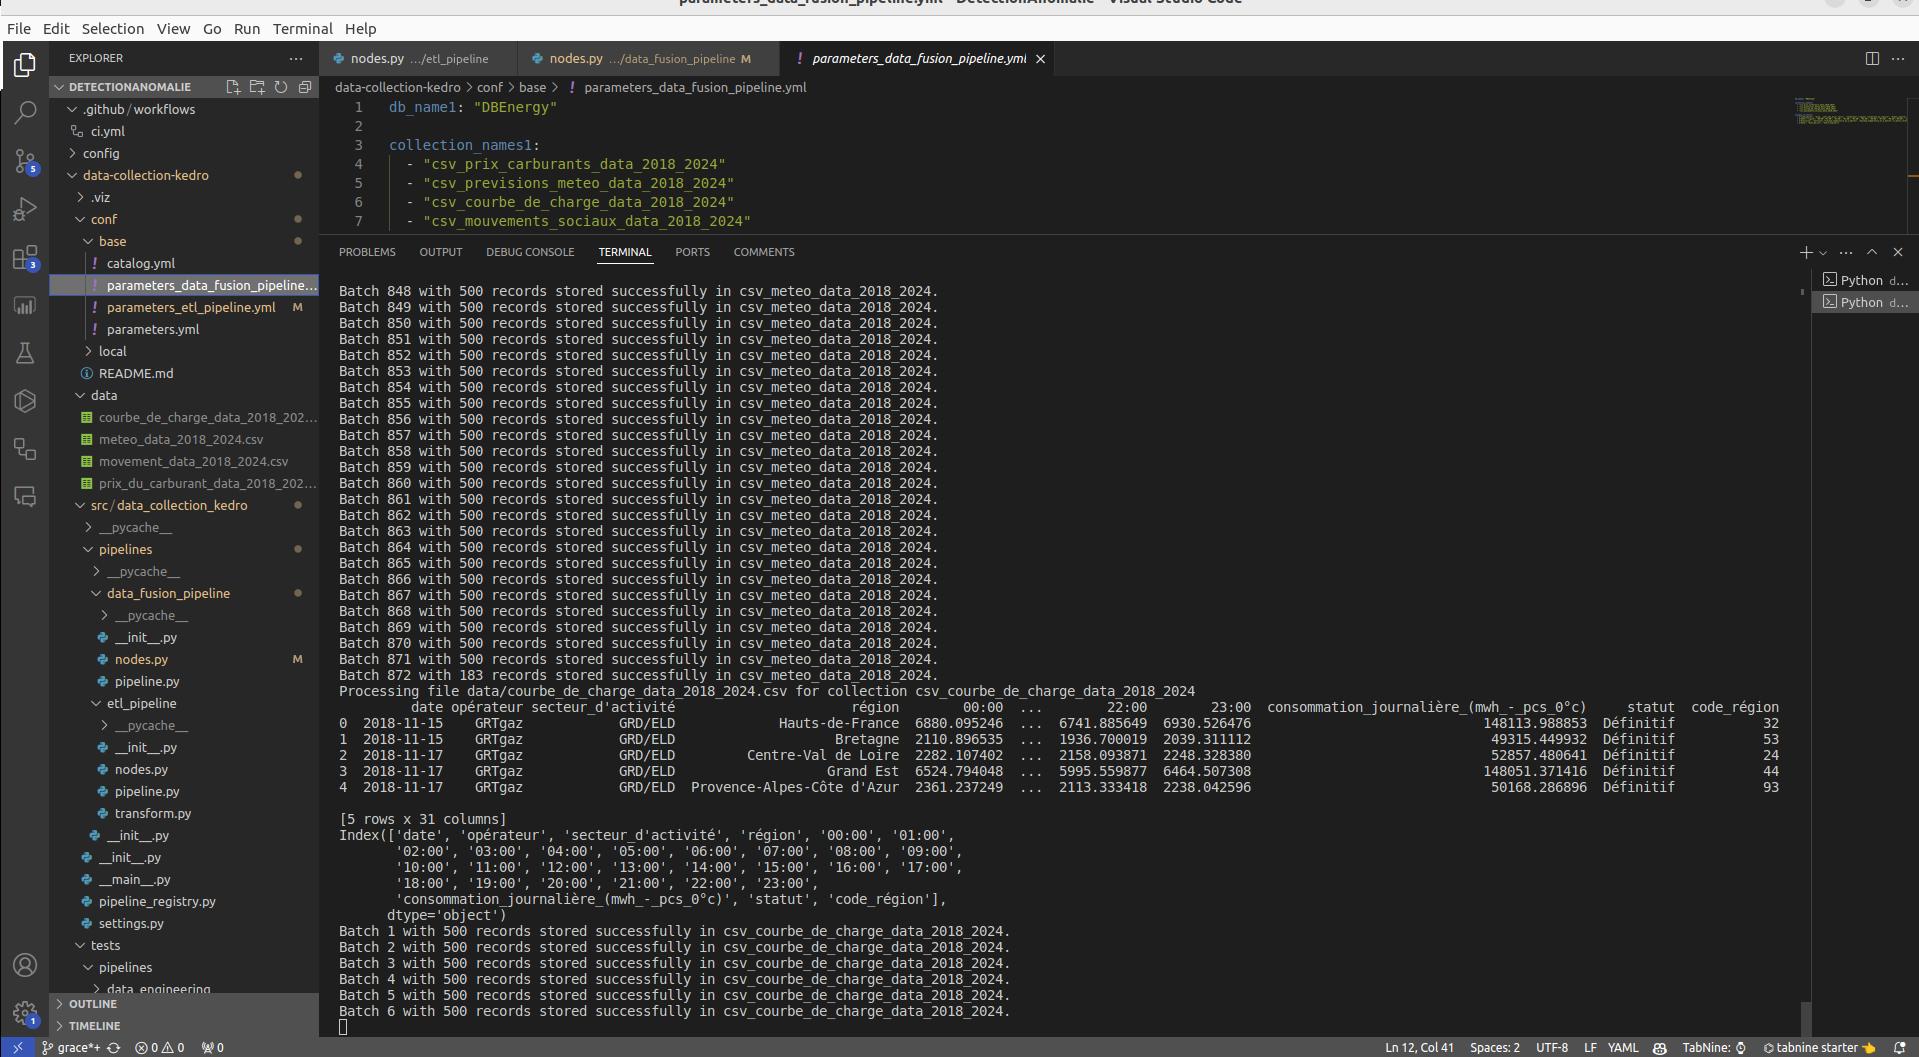 parameters_data_fusion_pipeline.yml - DetectionAnomalie - Visual Studio Code
File Edit Selection View Go Run Terminal Help
EXPLORER
DETECTIONANOMALIE
.github/workflows
ci.yml
config
data-collection-kedro
.viz
conf
base
catalog.yml
parameters_data_fusion_pipeline...
parameters_etl_pipeline.yml M
parameters.yml
local
README.md
data
courbe_de_charge_data_2018_202...
meteo_data_2018_2024.csv
movement_data_2018_2024.csv
prix_du_carburant_data_2018_202...
src/data_collection_kedro
__pycache__
pipelines
__pycache__
data_fusion_pipeline
__pycache__
__init__.py
nodes.py M
pipeline.py
etl_pipeline
__pycache__
__init__.py
nodes.py
pipeline.py
transform.py
__init__.py
__init__.py
__main__.py
pipeline_registry.py
settings.py
tests
pipelines
data_engineering
OUTLINE
TIMELINE
5
3
1
nodes.py .../etl_pipeline
nodes.py .../data_fusion_pipeline M
! parameters_data_fusion_pipeline.yml
data-collection-kedro > conf > base > ! parameters_data_fusion_pipeline.yml
1 db_name1: "DBEnergy"
2
3 collection_names1:
4 - "csv_prix_carburants_data_2018_2024"
5 - "csv_previsions_meteo_data_2018_2024"
6 - "csv_courbe_de_charge_data_2018_2024"
7 - "csv_mouvements_sociaux_data_2018_2024"
PROBLEMS OUTPUT DEBUG CONSOLE TERMINAL PORTS COMMENTS
Python d...
Python d...
Batch 848 with 500 records stored successfully in csv_meteo_data_2018_2024.
Batch 849 with 500 records stored successfully in csv_meteo_data_2018_2024.
Batch 850 with 500 records stored successfully in csv_meteo_data_2018_2024.
Batch 851 with 500 records stored successfully in csv_meteo_data_2018_2024.
Batch 852 with 500 records stored successfully in csv_meteo_data_2018_2024.
Batch 853 with 500 records stored successfully in csv_meteo_data_2018_2024.
Batch 854 with 500 records stored successfully in csv_meteo_data_2018_2024.
Batch 855 with 500 records stored successfully in csv_meteo_data_2018_2024.
Batch 856 with 500 records stored successfully in csv_meteo_data_2018_2024.
Batch 857 with 500 records stored successfully in csv_meteo_data_2018_2024.
Batch 858 with 500 records stored successfully in csv_meteo_data_2018_2024.
Batch 859 with 500 records stored successfully in csv_meteo_data_2018_2024.
Batch 860 with 500 records stored successfully in csv_meteo_data_2018_2024.
Batch 861 with 500 records stored successfully in csv_meteo_data_2018_2024.
Batch 862 with 500 records stored successfully in csv_meteo_data_2018_2024.
Batch 863 with 500 records stored successfully in csv_meteo_data_2018_2024.
Batch 864 with 500 records stored successfully in csv_meteo_data_2018_2024.
Batch 865 with 500 records stored successfully in csv_meteo_data_2018_2024.
Batch 866 with 500 records stored successfully in csv_meteo_data_2018_2024.
Batch 867 with 500 records stored successfully in csv_meteo_data_2018_2024.
Batch 868 with 500 records stored successfully in csv_meteo_data_2018_2024.
Batch 869 with 500 records stored successfully in csv_meteo_data_2018_2024.
Batch 870 with 500 records stored successfully in csv_meteo_data_2018_2024.
Batch 871 with 500 records stored successfully in csv_meteo_data_2018_2024.
Batch 872 with 183 records stored successfully in csv_meteo_data_2018_2024.
Processing file data/courbe_de_charge_data_2018_2024.csv for collection csv_courbe_de_charge_data_2018_2024
date opérateur secteur_d'activité région 00:00 ... 22:00 23:00 consommation_journalière_(mwh_-_pcs_0°c) statut code_région
0 2018-11-15 GRTgaz GRD/ELD Hauts-de-France 6880.095246 ... 6741.885649 6930.526476 148113.988853 Définitif 32
1 2018-11-15 GRTgaz GRD/ELD Bretagne 2110.896535 ... 1936.700019 2039.311112 49315.449932 Définitif 53
2 2018-11-17 GRTgaz GRD/ELD Centre-Val de Loire 2282.107402 ... 2158.093871 2248.328380 52857.480641 Définitif 24
3 2018-11-17 GRTgaz GRD/ELD Grand Est 6524.794048 ... 5995.559877 6464.507308 148051.371416 Définitif 44
4 2018-11-17 GRTgaz GRD/ELD Provence-Alpes-Côte d'Azur 2361.237249 ... 2113.333418 2238.042596 50168.286896 Définitif 93
[5 rows x 31 columns]
Index(['date', 'opérateur', 'secteur_d'activité', 'région', '00:00', '01:00',
'02:00', '03:00', '04:00', '05:00', '06:00', '07:00', '08:00', '09:00',
'10:00', '11:00', '12:00', '13:00', '14:00', '15:00', '16:00', '17:00',
'18:00', '19:00', '20:00', '21:00', '22:00', '23:00',
'consommation_journalière_(mwh_-_pcs_0°c)', 'statut', 'code_région'],
dtype='object')
Batch 1 with 500 records stored successfully in csv_courbe_de_charge_data_2018_2024.
Batch 2 with 500 records stored successfully in csv_courbe_de_charge_data_2018_2024.
Batch 3 with 500 records stored successfully in csv_courbe_de_charge_data_2018_2024.
Batch 4 with 500 records stored successfully in csv_courbe_de_charge_data_2018_2024.
Batch 5 with 500 records stored successfully in csv_courbe_de_charge_data_2018_2024.
Batch 6 with 500 records stored successfully in csv_courbe_de_charge_data_2018_2024.
grace*+ 0 0 0 Ln 12, Col 41 Spaces: 2 UTF-8 LF YAML TabNine: tabnine starter